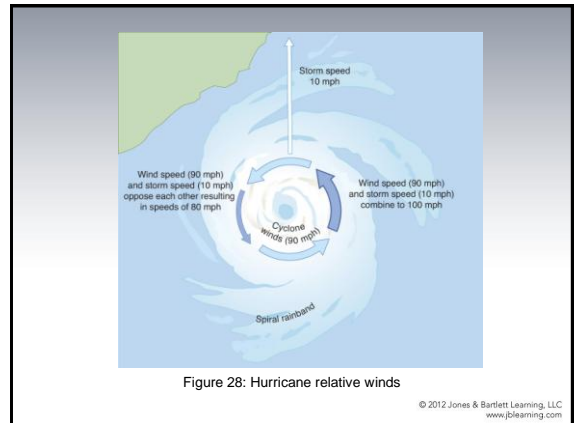 Storm speed
10 mph
Wind speed (90 mph)
and storm speed (10 mph)
oppose each other resulting
in speeds of 80 mph
Wind speed (90 mph)
and storm speed (10 mph)
combine to 100 mph
Cyclone
winds (90 mph)
Spiral rainband
Figure 28: Hurricane relative winds
© 2012 Jones & Bartlett Learning, LLC
www.jblearning.com